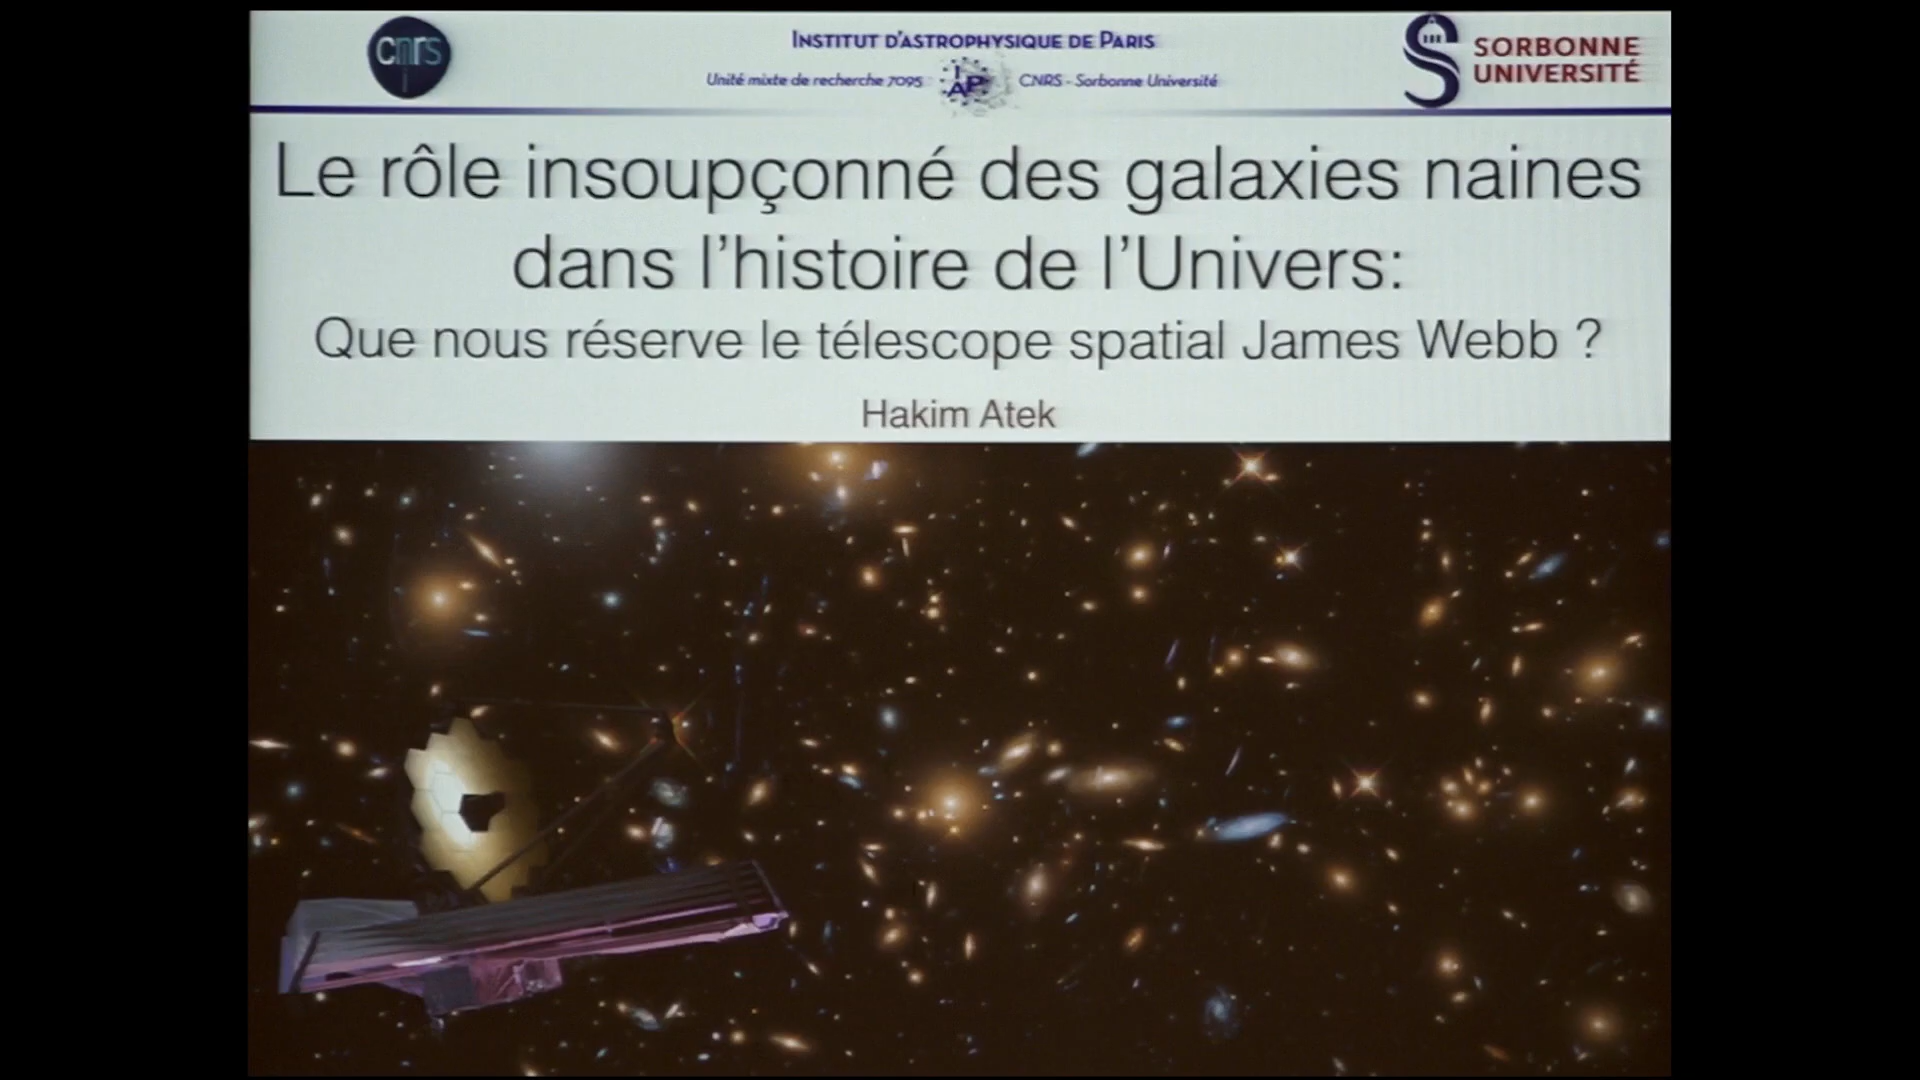 cnrs
INSTITUT D'ASTROPHYSIQUE DE PARIS
Unité mixte de recherche 7095
IAP
CNRS - Sorbonne Université
SORBONNE
UNIVERSITÉ
Le rôle insoupçonné des galaxies naines
dans l'histoire de l'Univers:
Que nous réserve le télescope spatial James Webb ?
Hakim Atek